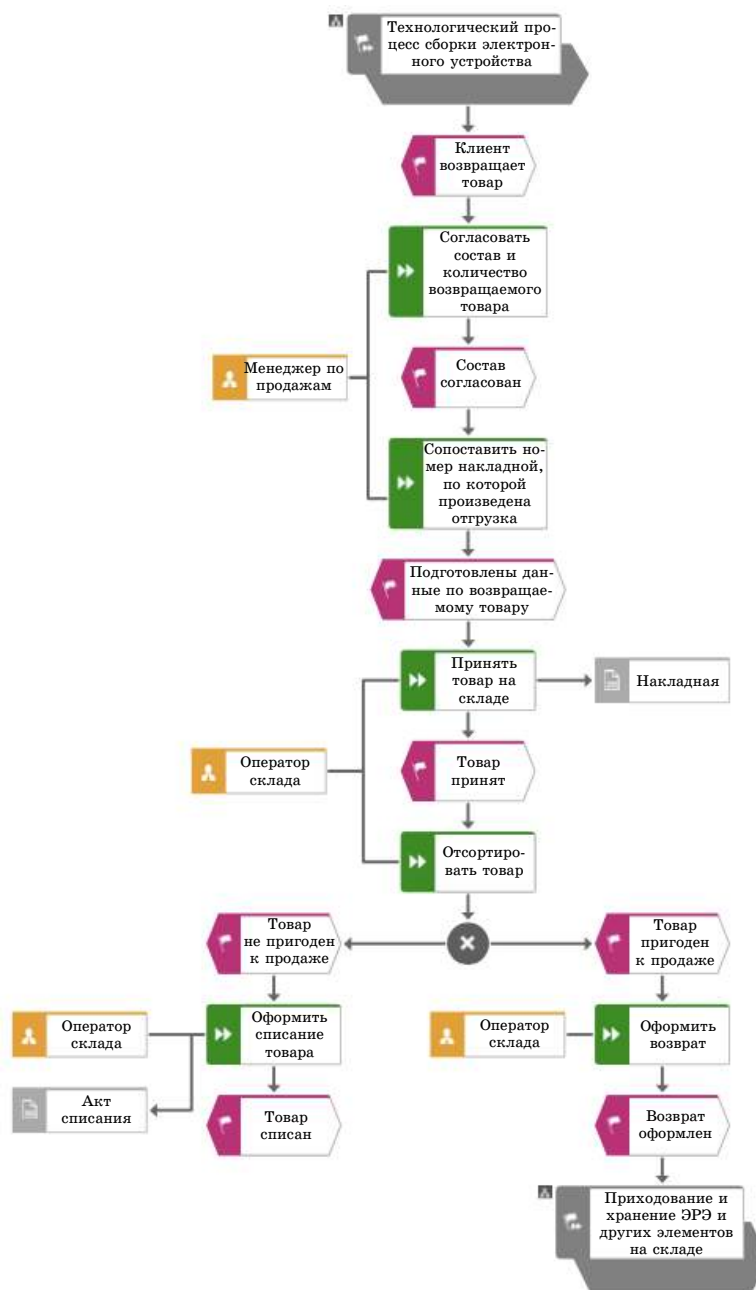 Технологический про-
цесс сборки электрон-
ного устройства
Клиент
возвращает
товар
Согласовать
состав и
количество
возвращаемого
товара
Менеджер по
продажам
Состав
согласован
Сопоставить но-
мер накладной,
по которой
произведена
отгрузка
Подготовлены дан-
ные по возвращае-
мому товару
Принять
товар на
складе
Накладная
Оператор
склада
Товар
принят
Отсортиро-
вать товар
Товар
не пригоден
к продаже
Товар
пригоден
к продаже
Оператор
склада
Оформить
списание
товара
Оператор
склада
Оформить
возврат
Акт
списания
Товар
списан
Возврат
оформлен
Приходование и
хранение ЭРЭ и
других элементов
на складе